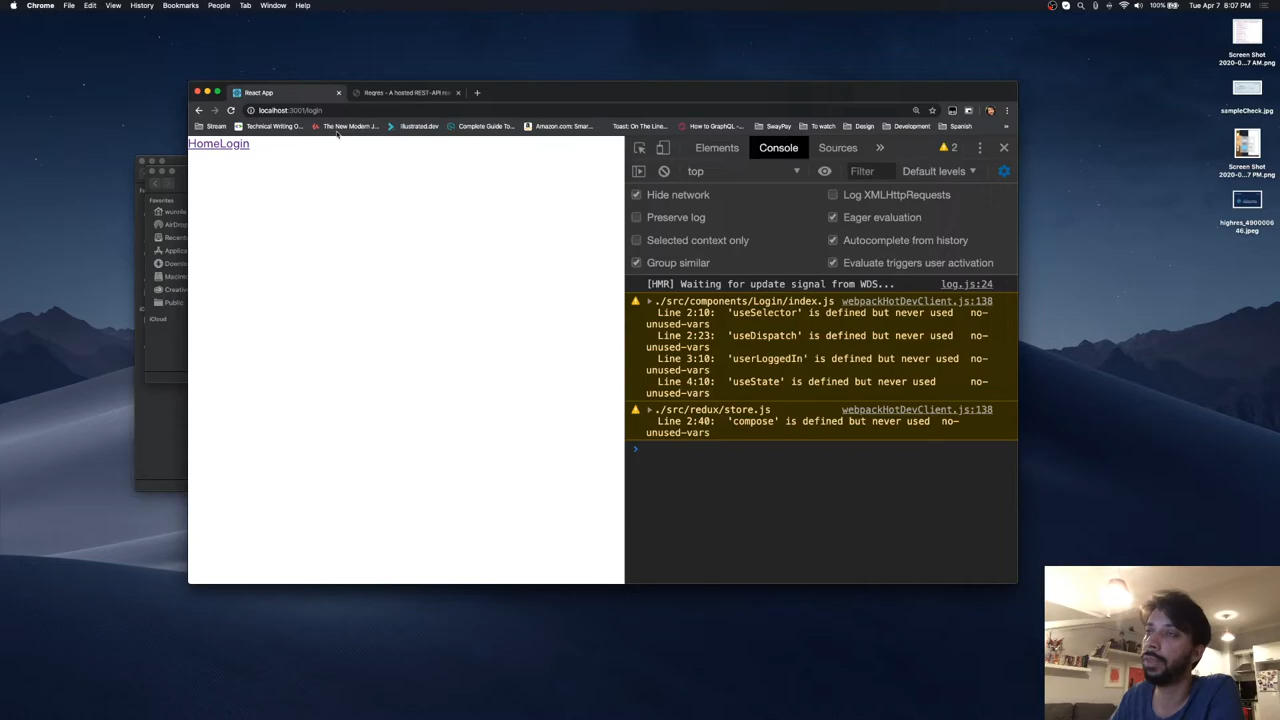 Chrome File Edit View History Bookmarks People Tab Window Help
100% Tue Apr 7 8:07 PM
Screen Shot
2020-0...7 AM.png
sampleCheck.jpg
Screen Shot
2020-0...7 PM.png
highres_4900006
46.jpeg
React App
Reqres - A hosted REST-API re
localhost:3001/login
Stream Technical Writing O... The New Modern J... Illustrated.dev Complete Guide To... Amazon.com: Smar... Toast: On The Line... How to GraphQL -... SwayPay To watch Design Development Spanish »
HomeLogin
Favorites
AirDrop
Public
iCloud
Elements Console Sources » 2
top Filter Default levels
Hide network Log XMLHttpRequests
Preserve log Eager evaluation
Selected context only Autocomplete from history
Group similar Evaluate triggers user activation
[HMR] Waiting for update signal from WDS... log.js:24
./src/components/Login/index.js webpackHotDevClient.js:138
Line 2:10: 'useSelector' is defined but never used no-
unused-vars
Line 2:23: 'useDispatch' is defined but never used no-
unused-vars
Line 3:10: 'userLoggedIn' is defined but never used no-
unused-vars
Line 4:10: 'useState' is defined but never used no-
unused-vars
./src/redux/store.js webpackHotDevClient.js:138
Line 2:40: 'compose' is defined but never used no-
unused-vars